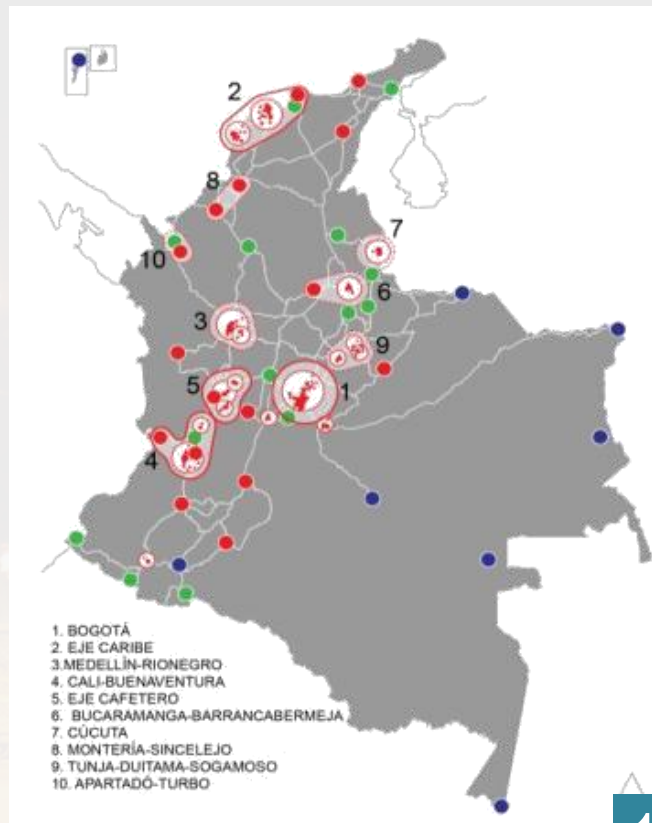 2
8
7
10
6
3
9
5
1
4
1. BOGOTÁ
2. EJE CARIBE
3.MEDELLÍN-RIONEGRO
4. CALI-BUENAVENTURA
5. EJE CAFETERO
6. BUCARAMANGA-BARRANCABERMEJA
7. CÚCUTA
8. MONTERÍA-SINCELEJO
9. TUNJA-DUITAMA-SOGAMOSO
10. APARTADÓ-TURBO